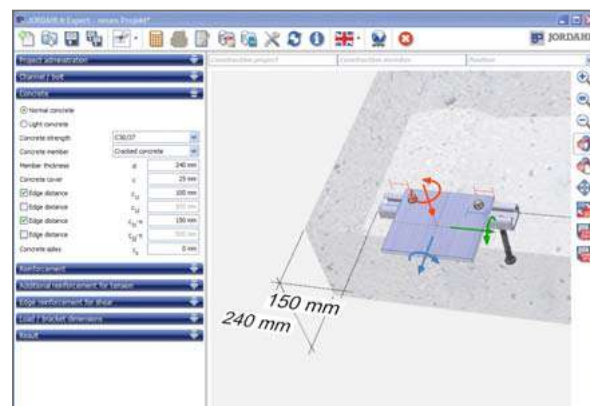 JORDAHL® Expert - neues Projekt*
JORDAHL
Project administration
Construction project
Construction member
Position
Channel / bolt
Concrete
Normal concrete
Light concrete
Concrete strength C30/37
Concrete member Cracked concrete
Member thickness d 240 mm
Concrete cover c 25 mm
Edge distance 100 mm
Edge distance
Edge distance 150 mm
Edge distance
Concrete spiles 0 mm
Reinforcement
Additional reinforcement for tension
Edge reinforcement for shear
Load / bracket dimensions
Result
150 mm
240 mm